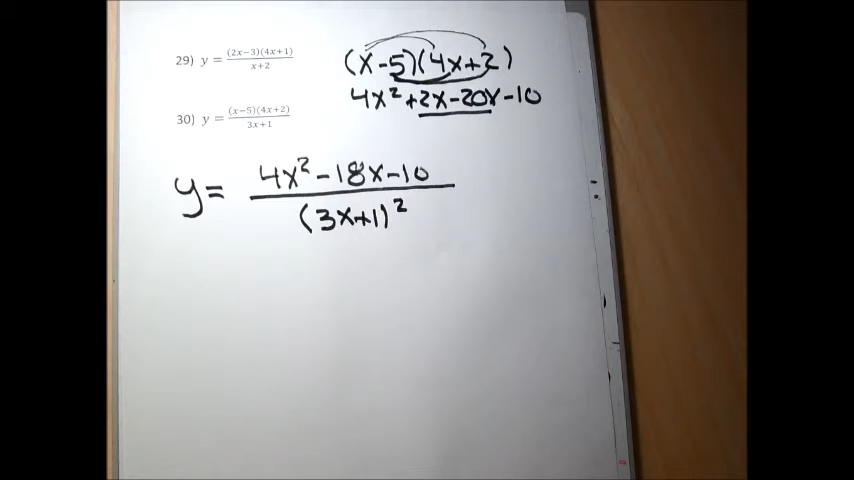 29) y = (2x−3)(4x+1) / x+2
(x-5)(4x+2)
4x²+2x-20x-10
30) y = (x−5)(4x+2) / 3x+1
y = 4x²-18x-10 / (3x+1)²